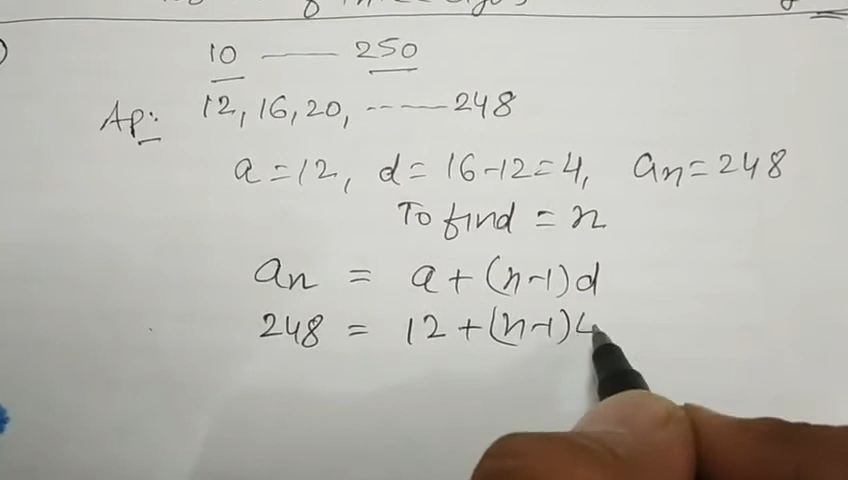 10 —— 250
AP: 12, 16, 20, ------248
a = 12, d = 16-12 = 4, an = 248
To find = n
an = a + (n-1)d
248 = 12 + (n-1)4